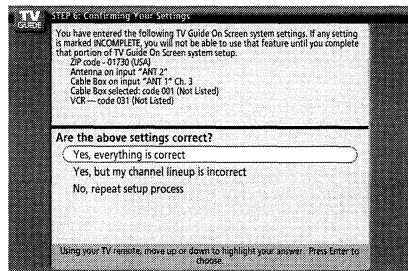 TV
GUIDE
STEP 6: Confirming Your Settings
You have entered the following TV Guide On Screen system settings. If any setting
is marked INCOMPLETE, you will not be able to use that feature until you complete
that portion of TV Guide On Screen system setup.
ZIP code - 01730 (USA)
Antenna on input "ANT 2"
Cable Box on input "ANT 1" Ch. 3
Cable Box selected: code 001 (Not Listed)
VCR — code 031 (Not Listed)
Are the above settings correct?
Yes, everything is correct
Yes, but my channel lineup is incorrect
No, repeat setup process
Using your TV remote, move up or down to highlight your answer. Press Enter to
choose.